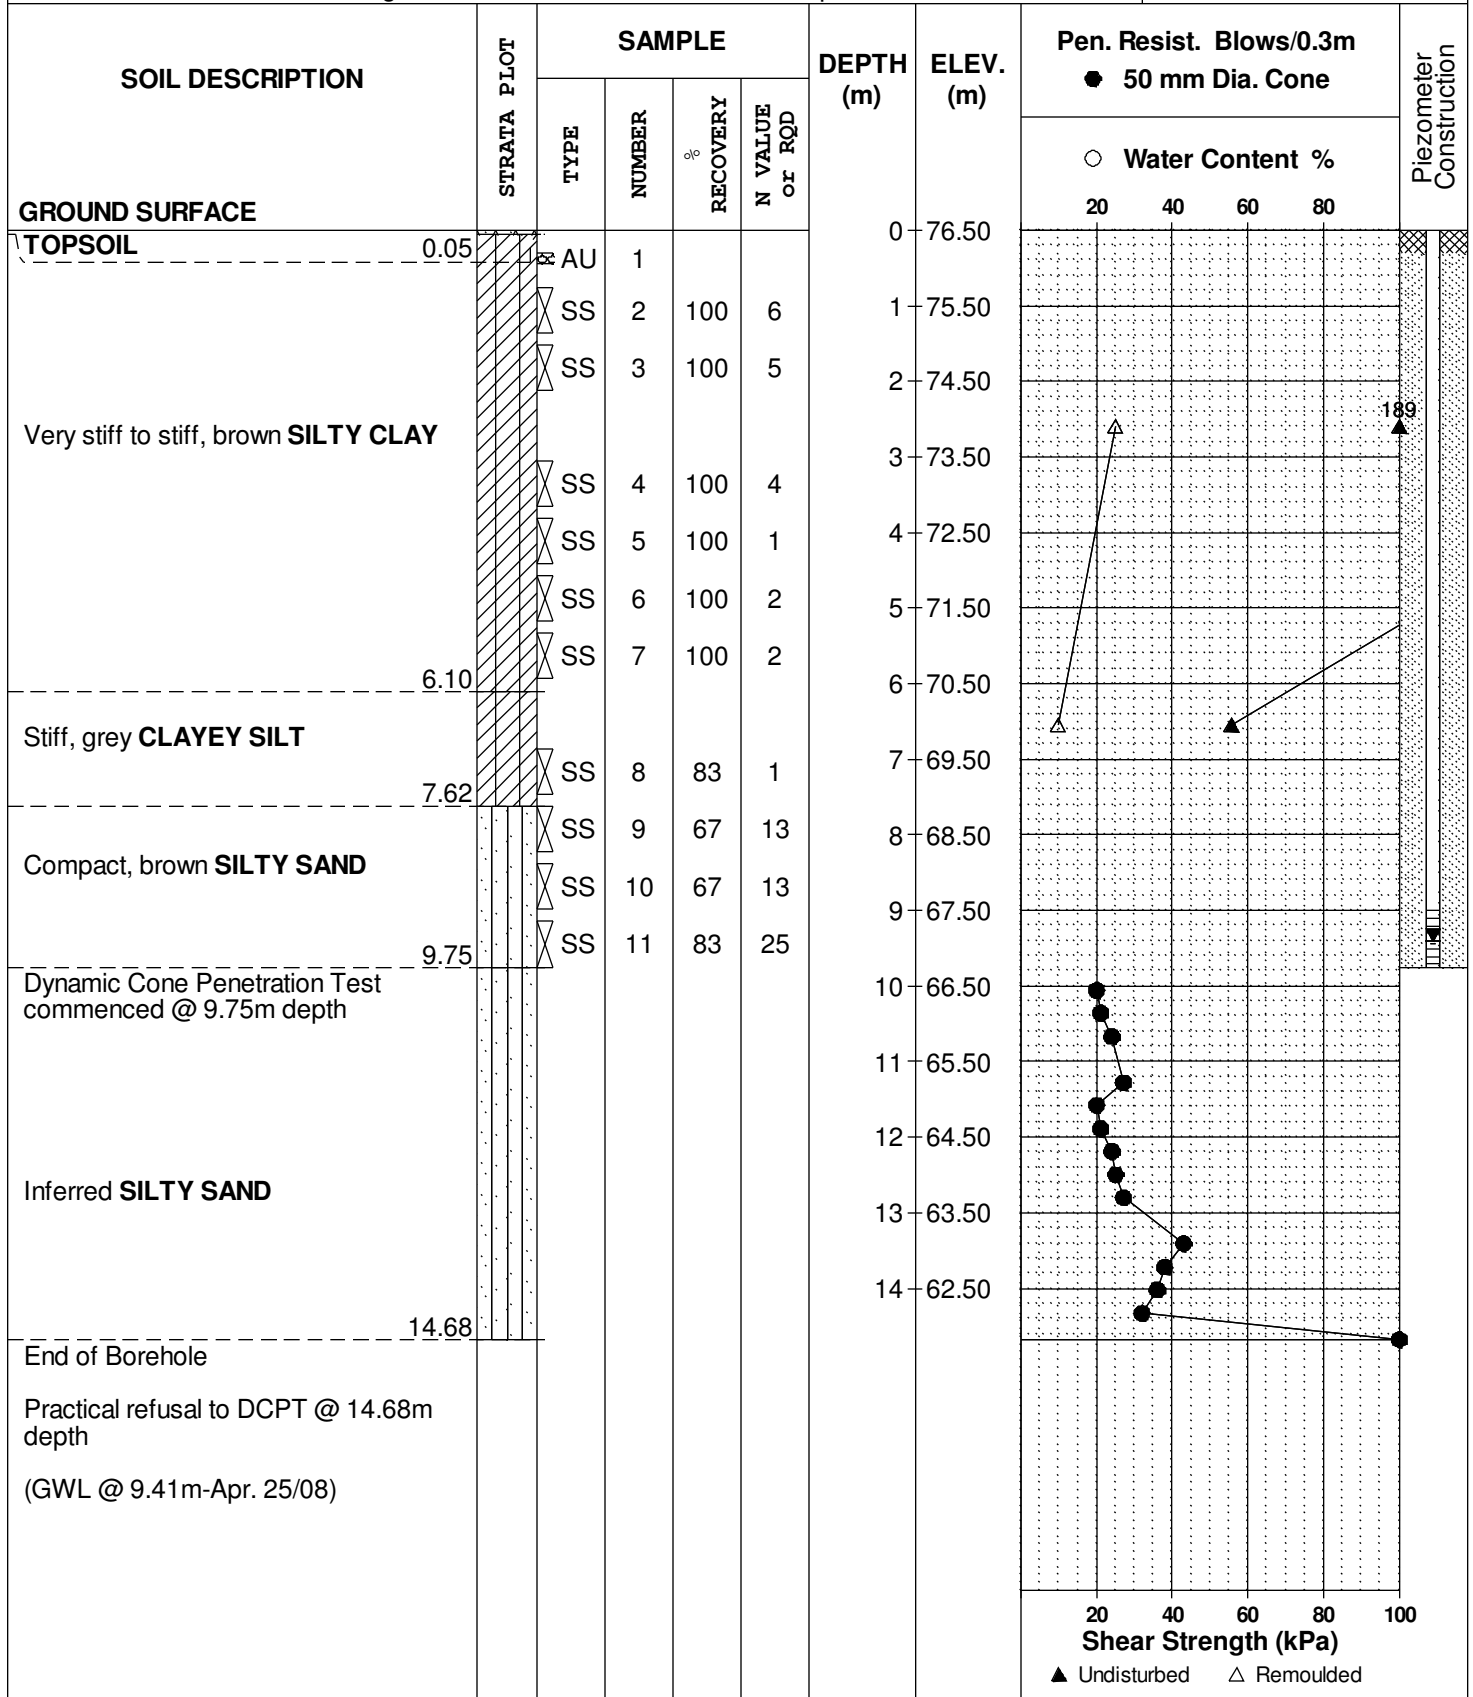 SOIL DESCRIPTION
GROUND SURFACE
STRATA PLOT
SAMPLE
TYPE
NUMBER
% RECOVERY
N VALUE or RQD
DEPTH (m)
ELEV. (m)
Pen. Resist. Blows/0.3m
● 50 mm Dia. Cone
○ Water Content %
20 40 60 80
Piezometer Construction
TOPSOIL 0.05
0 76.50
AU 1
SS 2 100 6
1 75.50
SS 3 100 5
2 74.50
189
Very stiff to stiff, brown SILTY CLAY
3 73.50
SS 4 100 4
4 72.50
SS 5 100 1
SS 6 100 2
5 71.50
SS 7 100 2
6.10
6 70.50
Stiff, grey CLAYEY SILT
7 69.50
SS 8 83 1
7.62
SS 9 67 13
8 68.50
Compact, brown SILTY SAND
SS 10 67 13
9 67.50
SS 11 83 25
9.75
Dynamic Cone Penetration Test
commenced @ 9.75m depth
10 66.50
11 65.50
12 64.50
Inferred SILTY SAND
13 63.50
14 62.50
14.68
End of Borehole
Practical refusal to DCPT @ 14.68m
depth
(GWL @ 9.41m-Apr. 25/08)
20 40 60 80 100
Shear Strength (kPa)
▲ Undisturbed △ Remoulded